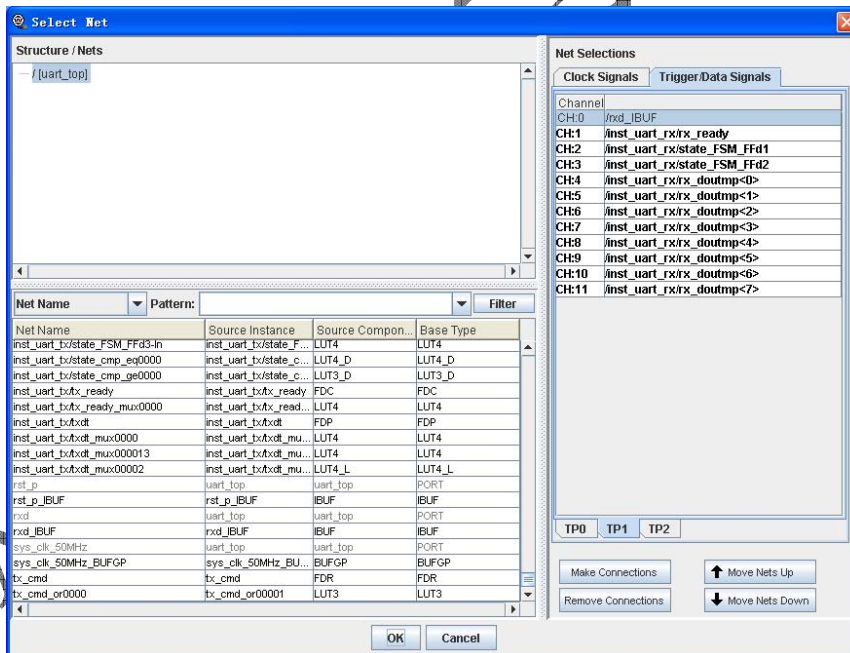 Select Net
Structure / Nets
/ [uart_top]
Net Name
Pattern:
Filter
Net Name Source Instance Source Compon... Base Type
inst_uart_tx/state_FSM_FFd3-In inst_uart_tx/state_F... LUT4 LUT4
inst_uart_tx/state_cmp_eq0000 inst_uart_tx/state_c... LUT4_D LUT4_D
inst_uart_tx/state_cmp_ge0000 inst_uart_tx/state_c... LUT3_D LUT3_D
inst_uart_tx/tx_ready inst_uart_tx/tx_ready FDC FDC
inst_uart_tx/tx_ready_mux0000 inst_uart_tx/tx_read... LUT4 LUT4
inst_uart_tx/txdt inst_uart_tx/txdt FDP FDP
inst_uart_tx/txdt_mux0000 inst_uart_tx/txdt_mu... LUT4 LUT4
inst_uart_tx/txdt_mux000013 inst_uart_tx/txdt_mu... LUT4 LUT4
inst_uart_tx/txdt_mux00002 inst_uart_tx/txdt_mu... LUT4_L LUT4_L
rst_p uart_top uart_top PORT
rst_p_IBUF rst_p_IBUF IBUF IBUF
rxd uart_top uart_top PORT
rxd_IBUF rxd_IBUF IBUF IBUF
sys_clk_50MHz uart_top uart_top PORT
sys_clk_50MHz_BUFGP sys_clk_50MHz_BU... BUFGP BUFGP
tx_cmd tx_cmd FDR FDR
tx_cmd_or0000 tx_cmd_or00001 LUT3 LUT3
Net Selections
Clock Signals Trigger/Data Signals
Channel
CH:0 /rxd_IBUF
CH:1 /inst_uart_rx/rx_ready
CH:2 /inst_uart_rx/state_FSM_FFd1
CH:3 /inst_uart_rx/state_FSM_FFd2
CH:4 /inst_uart_rx/rx_doutmp<0>
CH:5 /inst_uart_rx/rx_doutmp<1>
CH:6 /inst_uart_rx/rx_doutmp<2>
CH:7 /inst_uart_rx/rx_doutmp<3>
CH:8 /inst_uart_rx/rx_doutmp<4>
CH:9 /inst_uart_rx/rx_doutmp<5>
CH:10 /inst_uart_rx/rx_doutmp<6>
CH:11 /inst_uart_rx/rx_doutmp<7>
TP0 TP1 TP2
Make Connections Move Nets Up
Remove Connections Move Nets Down
OK Cancel